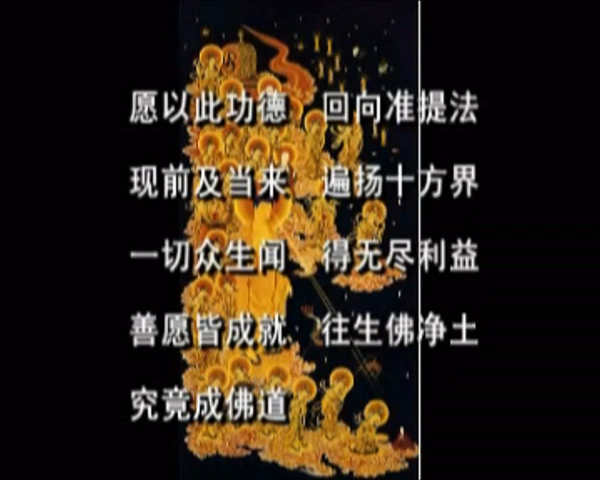 愿以此功德 回向准提法
现前及当来 遍扬十方界
一切众生闻 得无尽利益
善愿皆成就 往生佛净土
究竟成佛道